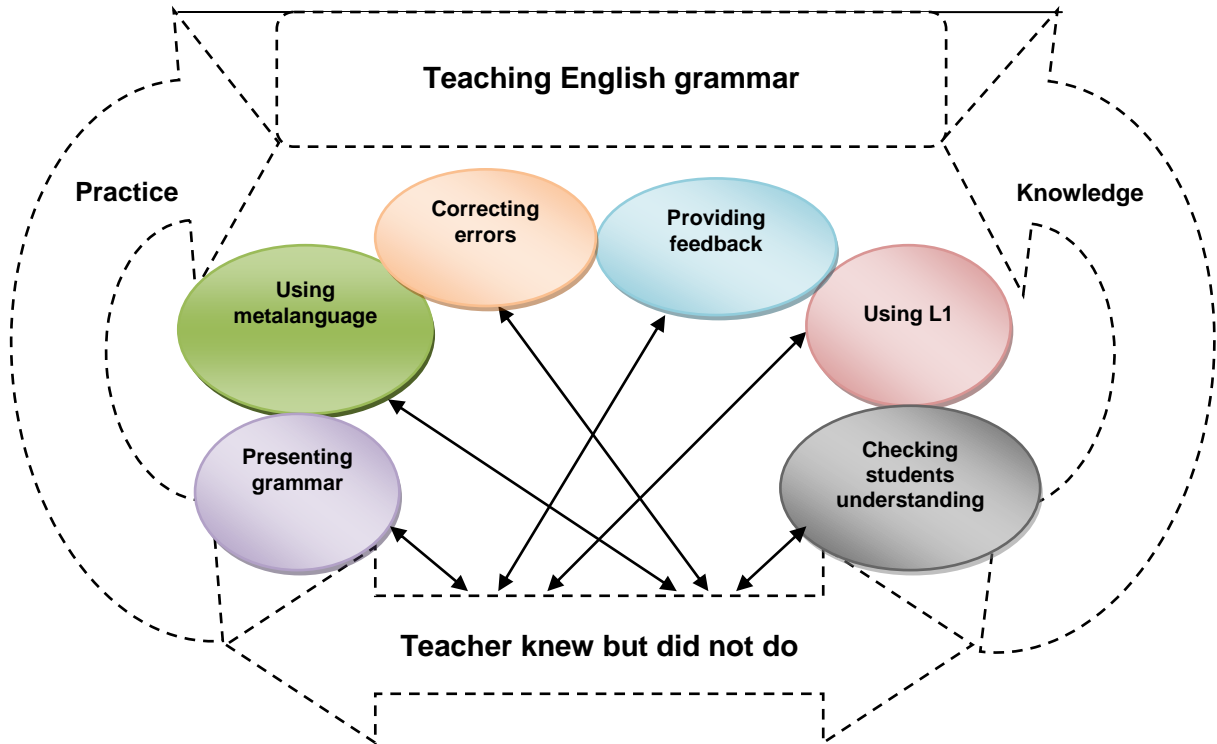 Teaching English grammar
Practice
Knowledge
Correcting
errors
Providing
feedback
Using
metalanguage
Using L1
Presenting
grammar
Checking
students
understanding
Teacher knew but did not do